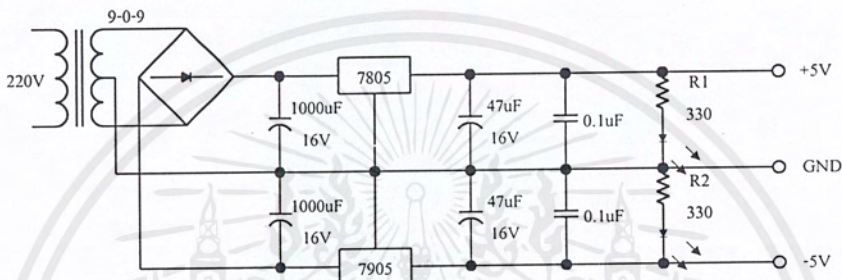 9-0-9
220V
7805
1000uF
16V
47uF
16V
0.1uF
R1
330
+5V
GND
1000uF
16V
47uF
16V
0.1uF
R2
330
-5V
7905